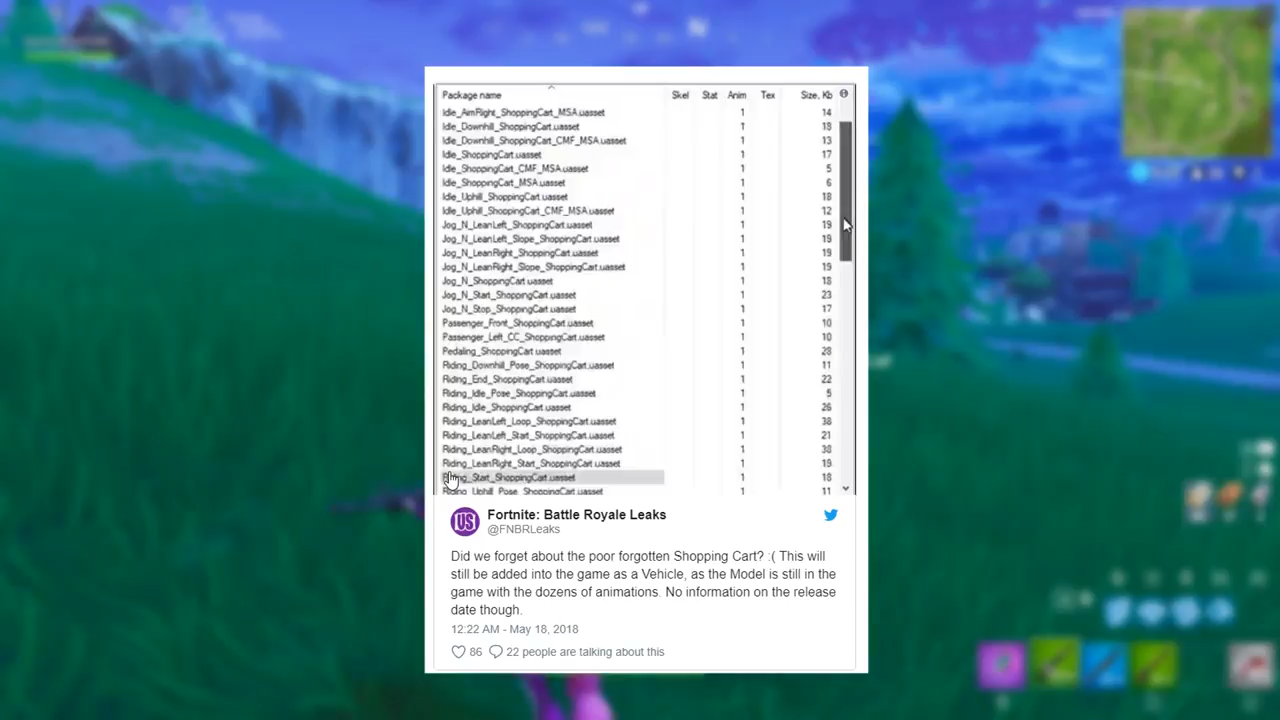 Package name Skel Stat Anim Tex Size, Kb
Idle_AimRight_ShoppingCart_MSA.uasset 1 14
Idle_Downhill_ShoppingCart.uasset 1 18
Idle_Downhill_ShoppingCart_CMF_MSA.uasset 1 13
Idle_ShoppingCart.uasset 1 17
Idle_ShoppingCart_CMF_MSA.uasset 1 5
Idle_ShoppingCart_MSA.uasset 1 6
Idle_Uphill_ShoppingCart.uasset 1 18
Idle_Uphill_ShoppingCart_CMF_MSA.uasset 1 12
Jog_N_LeanLeft_ShoppingCart.uasset 1 19
Jog_N_LeanLeft_Slope_ShoppingCart.uasset 1 19
Jog_N_LeanRight_ShoppingCart.uasset 1 19
Jog_N_LeanRight_Slope_ShoppingCart.uasset 1 19
Jog_N_ShoppingCart.uasset 1 18
Jog_N_Start_ShoppingCart.uasset 1 23
Jog_N_Stop_ShoppingCart.uasset 1 17
Passenger_Front_ShoppingCart.uasset 1 10
Passenger_Left_CC_ShoppingCart.uasset 1 10
Pedaling_ShoppingCart.uasset 1 28
Riding_Downhill_Pose_ShoppingCart.uasset 1 11
Riding_End_ShoppingCart.uasset 1 22
Riding_Idle_Pose_ShoppingCart.uasset 1 5
Riding_Idle_ShoppingCart.uasset 1 26
Riding_LeanLeft_Loop_ShoppingCart.uasset 1 38
Riding_LeanLeft_Start_ShoppingCart.uasset 1 21
Riding_LeanRight_Loop_ShoppingCart.uasset 1 38
Riding_LeanRight_Start_ShoppingCart.uasset 1 19
Riding_Start_ShoppingCart.uasset 1 18
Riding_Uphill_Pose_ShoppingCart.uasset 1 11
Fortnite: Battle Royale Leaks
@FNBRLeaks
Did we forget about the poor forgotten Shopping Cart? :( This will
still be added into the game as a Vehicle, as the Model is still in the
game with the dozens of animations. No information on the release
date though.
12:22 AM - May 18, 2018
86 22 people are talking about this